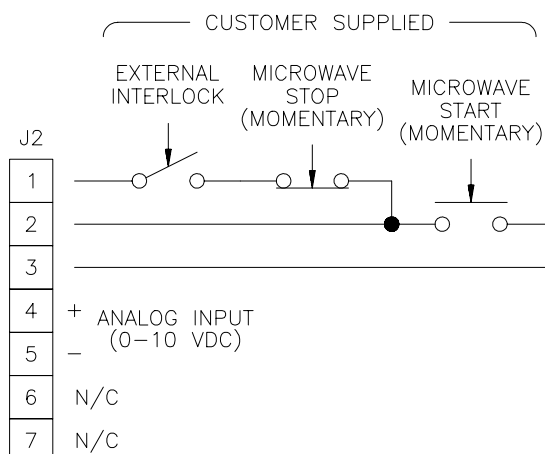 CUSTOMER SUPPLIED
EXTERNAL
INTERLOCK
MICROWAVE
STOP
(MOMENTARY)
MICROWAVE
START
(MOMENTARY)
J2
1
2
3
4 + ANALOG INPUT
(0-10 VDC)
5 -
6 N/C
7 N/C